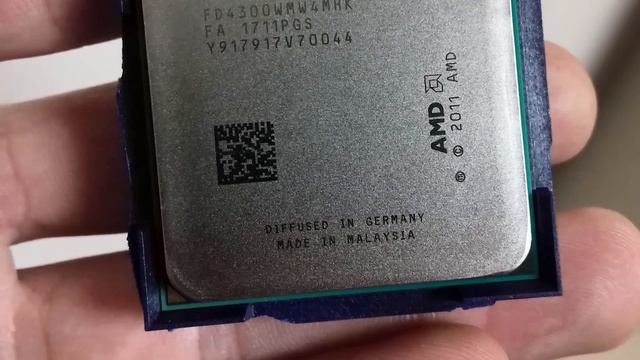 FD4300WMW4MHK
FA 1711PGS
Y917917V70044
AMD
® © 2011 AMD
DIFFUSED IN GERMANY
MADE IN MALAYSIA